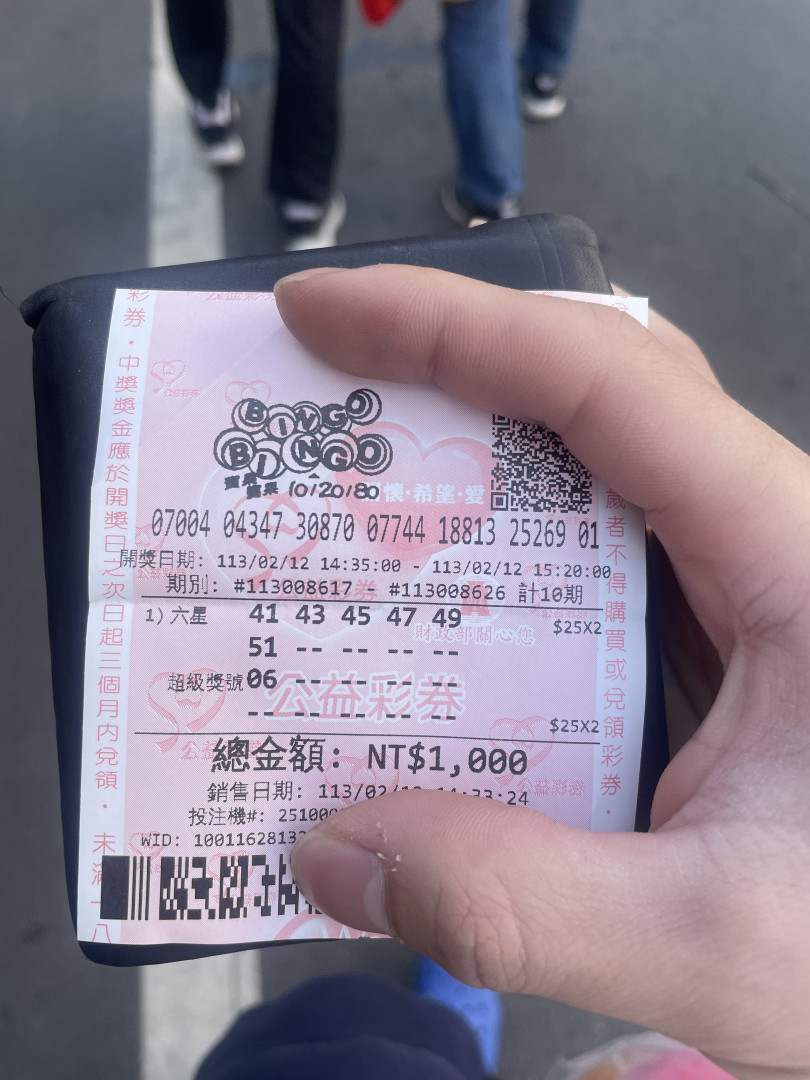 BINGO
BINGO
賓果
賓果 10/20/80
懷·希望·愛
07004 04347 30870 07744 18813 25269 01
開獎日期: 113/02/12 14:35:00 - 113/02/12 15:20:00
期別: #113008617 - #113008626 計10期
1) 六星 41 43 45 47 49 $25X2
財政部關心您
51 -- -- -- --
超級獎號 06 -- -- -- --
公益彩券
-- -- -- -- -- $25X2
總金額: NT$1,000
銷售日期: 113/02/12 14:33:24
投注機#: 251000
WID: 1001162813
彩券·中獎獎金應於開獎日之次日起三個月內兌領·未滿十八
歲者不得購買或兌領彩券·